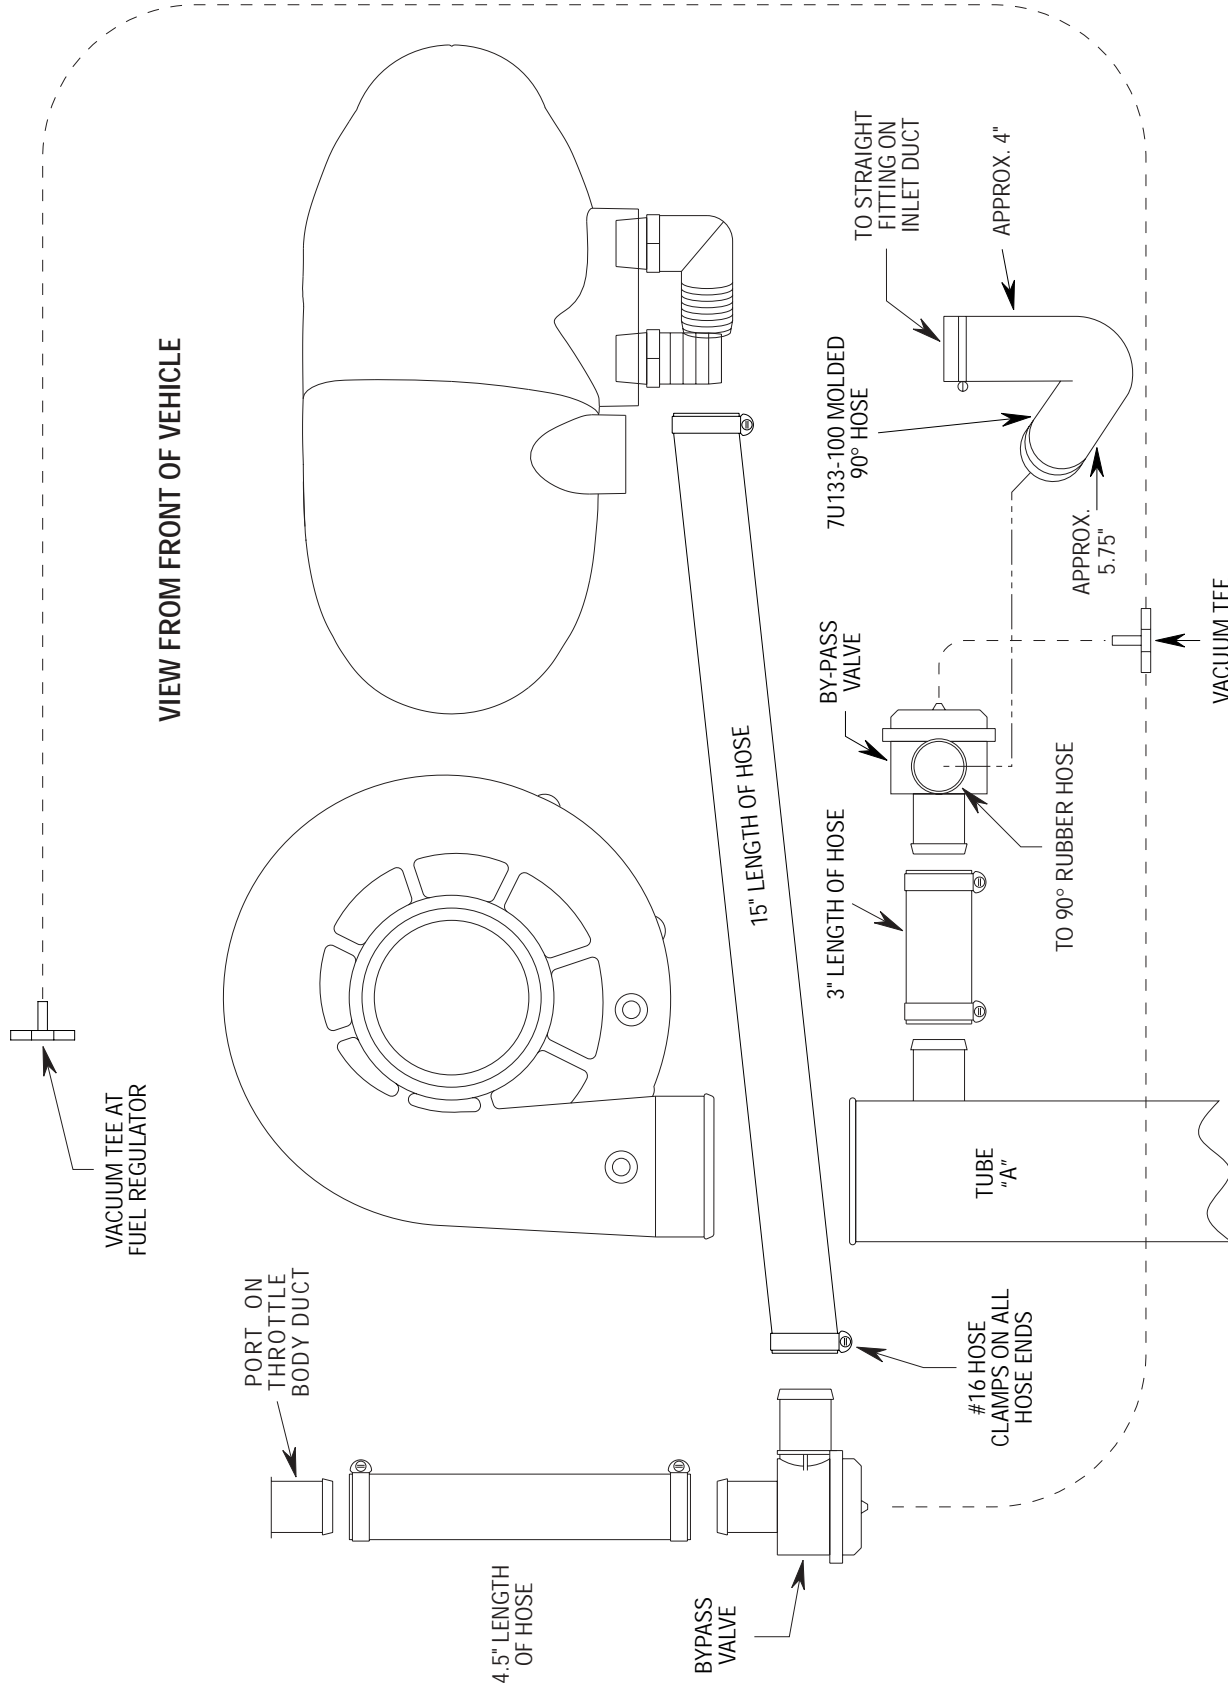 VIEW FROM FRONT OF VEHICLE
VACUUM TEE AT
FUEL REGULATOR
PORT ON
THROTTLE
BODY DUCT
4.5" LENGTH
OF HOSE
BYPASS
VALVE
#16 HOSE
CLAMPS ON ALL
HOSE ENDS
15" LENGTH OF HOSE
TUBE
"A"
3" LENGTH OF HOSE
TO 90° RUBBER HOSE
BY-PASS
VALVE
7U133-100 MOLDED
90° HOSE
TO STRAIGHT
FITTING ON
INLET DUCT
APPROX. 4"
APPROX.
5.75"
VACUUM TEE